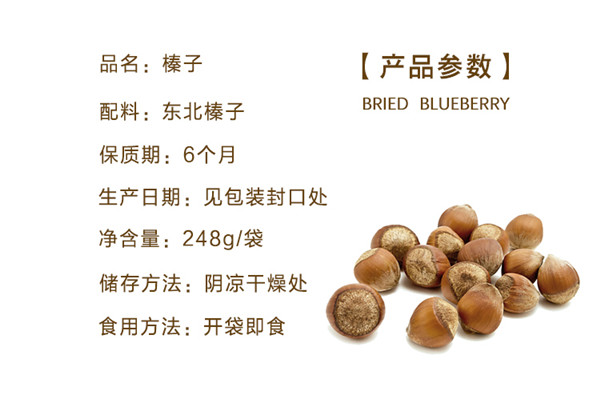 品名：榛子
【产品参数】
BRIED BLUEBERRY
配料：东北榛子
保质期：6个月
生产日期：见包装封口处
净含量：248g/袋
储存方法：阴凉干燥处
食用方法：开袋即食